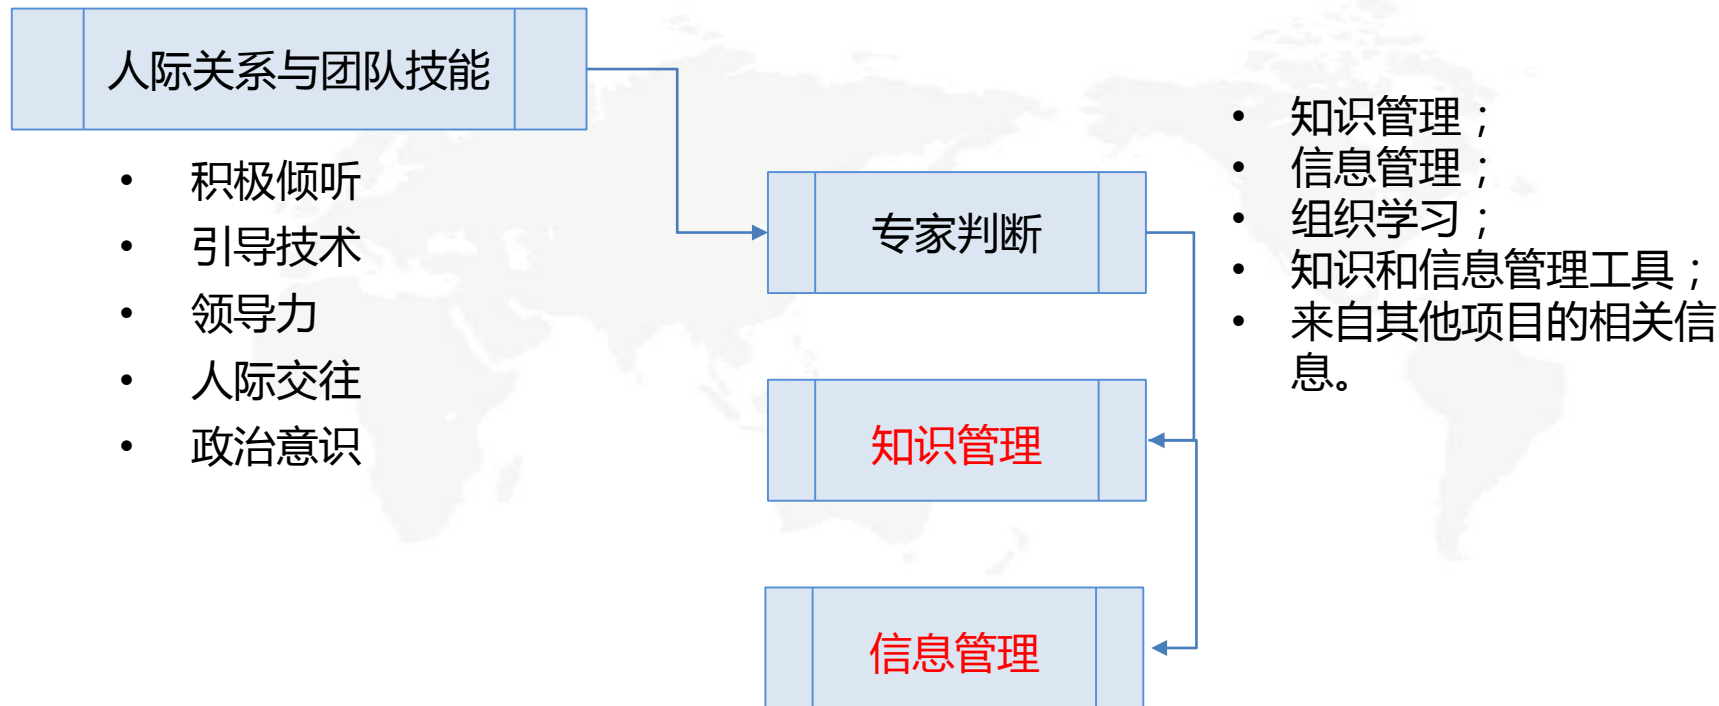 人际关系与团队技能
• 积极倾听
• 引导技术
• 领导力
• 人际交往
• 政治意识
专家判断
知识管理
信息管理
• 知识管理；
• 信息管理；
• 组织学习；
• 知识和信息管理工具；
• 来自其他项目的相关信
息。